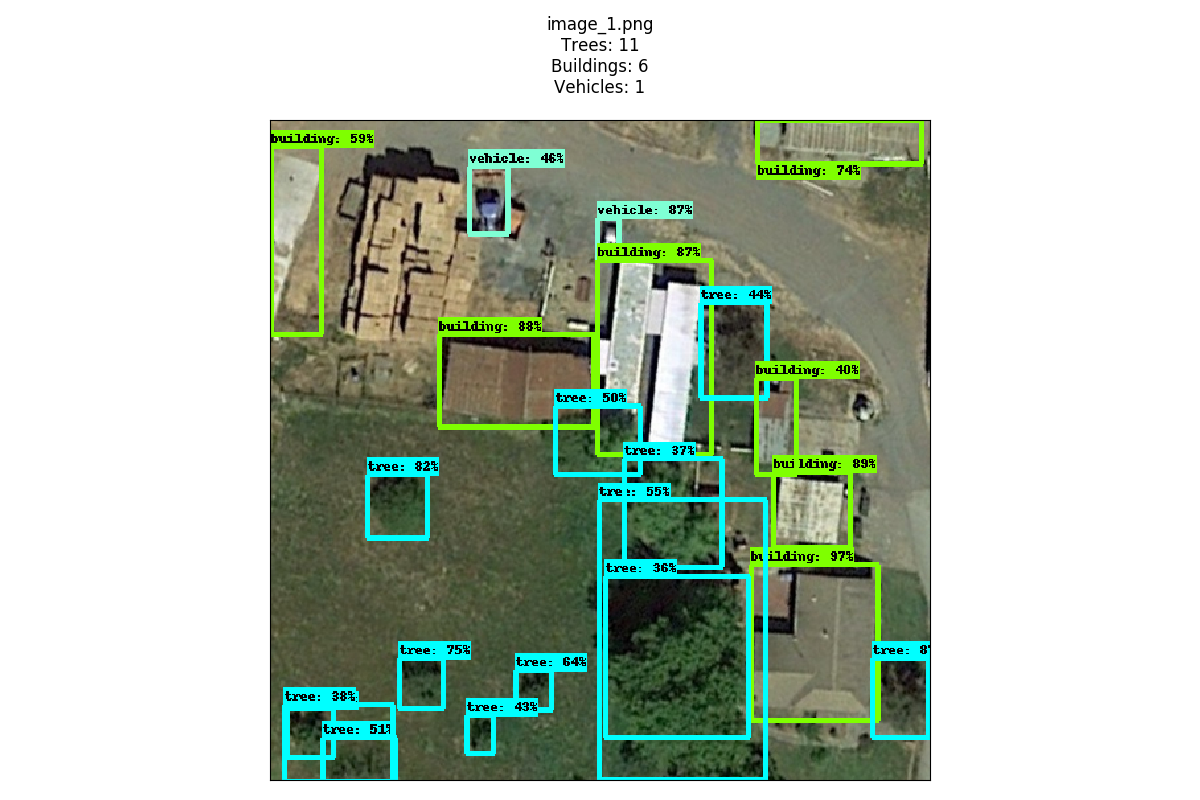 image_1.png
Trees: 11
Buildings: 6
Vehicles: 1
building: 59%
vehicle: 46%
building: 74%
vehicle: 87%
building: 87%
tree: 44%
building: 88%
building: 40%
tree: 50%
tree: 37%
tree: 82%
building: 89%
tree: 55%
building: 97%
tree: 36%
tree: 75%
tree: 8
tree: 64%
tree: 38%
tree: 43%
tree: 51%